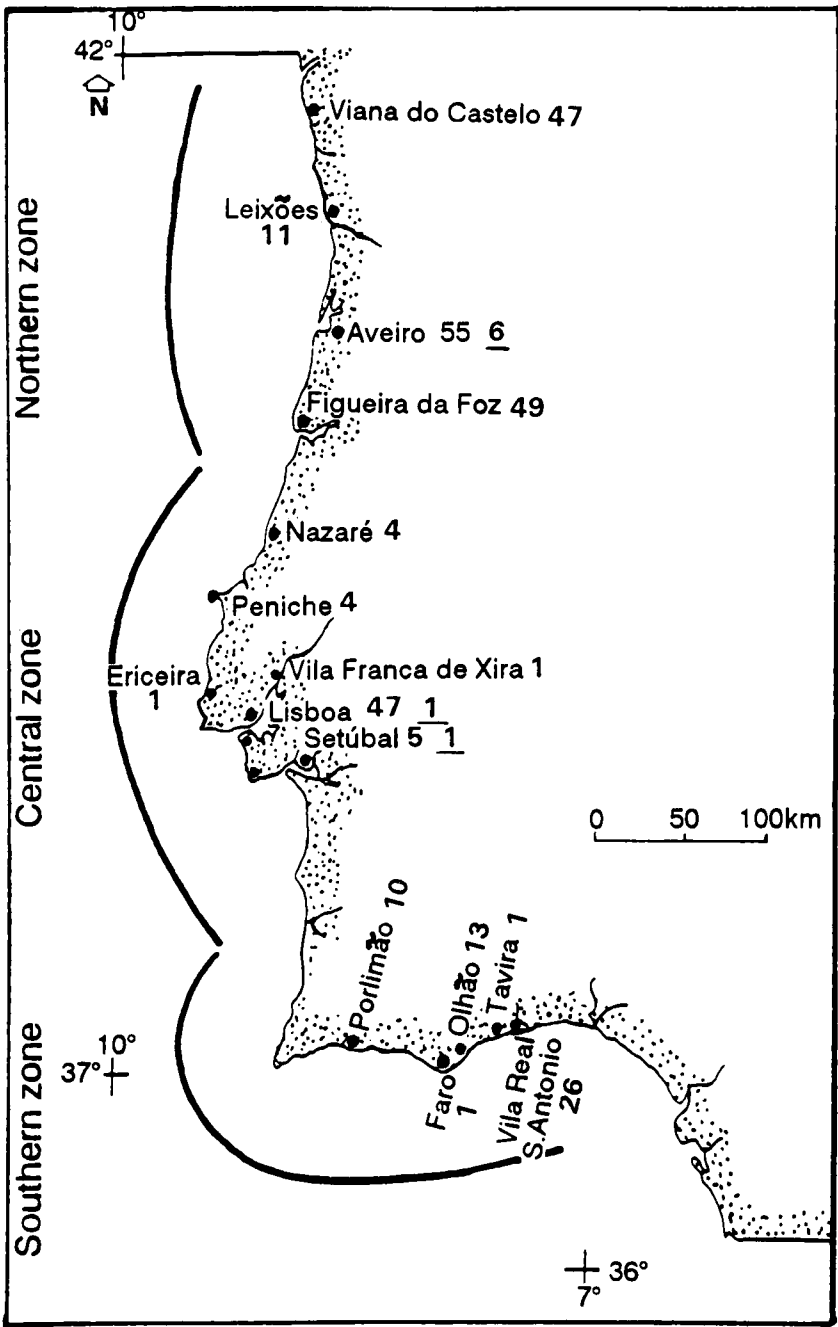 10°
42°
N
Viana do Castelo 47
Leixões
11
Aveiro 55 6
Figueira da Foz 49
Nazaré 4
Peniche 4
Ericeira
1
Vila Franca de Xira 1
Lisboa 47 1
Setúbal 5 1
0 50 100km
Porlimão 10
Olhão 13
Tavira 1
Faro
1
Vila Real
S.Antonio
26
10°
37°
36°
7°
Northern zone
Central zone
Southern zone